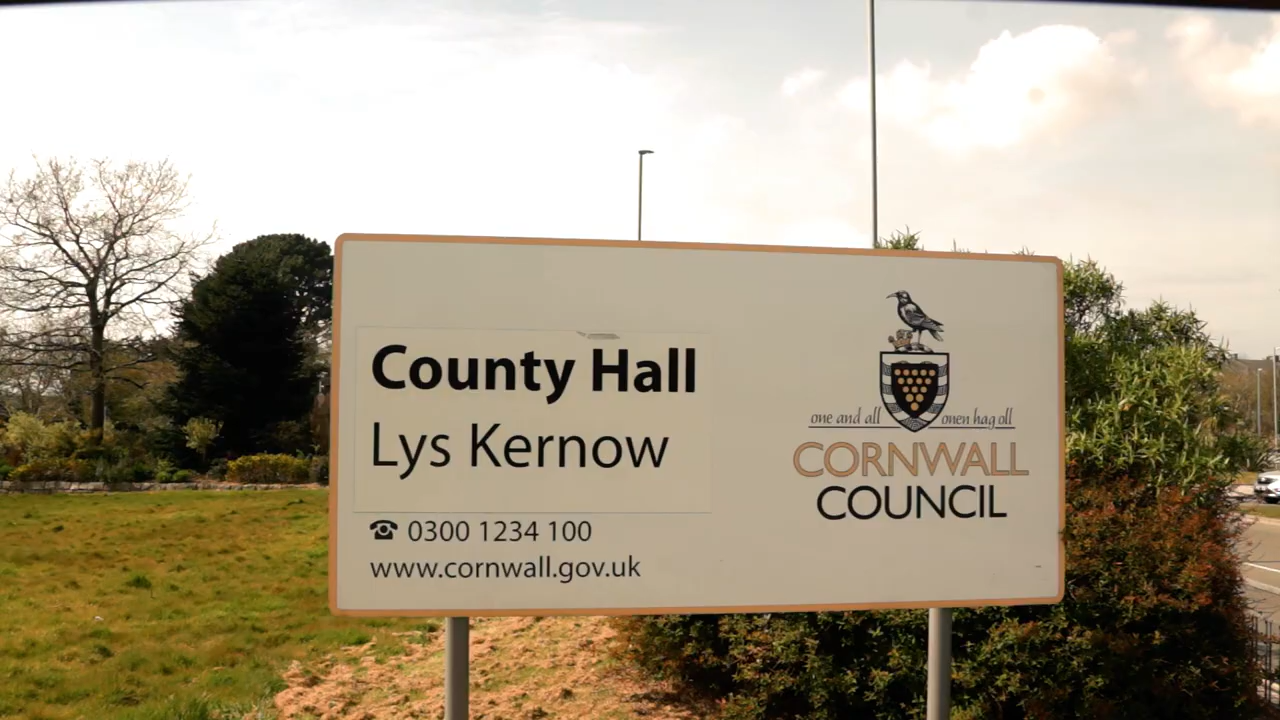 County Hall
Lys Kernow
0300 1234 100
www.cornwall.gov.uk
one and all onen hag oll
CORNWALL
COUNCIL